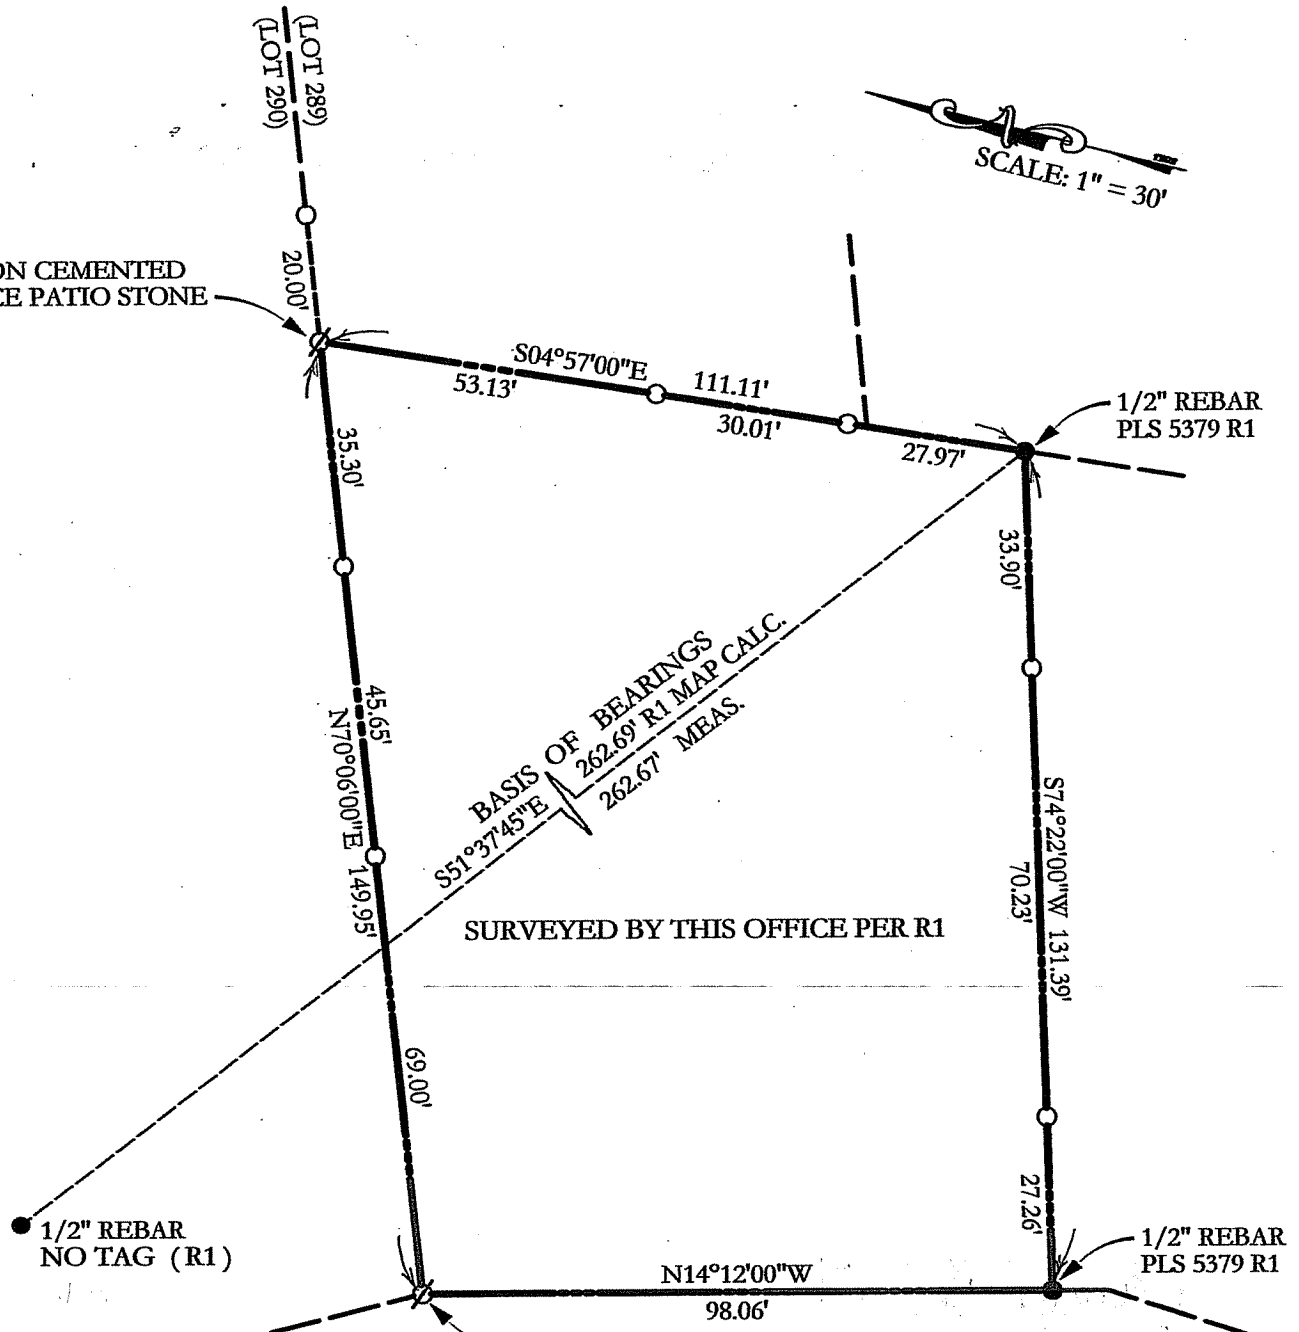 (LOT 289)
(LOT 290)
SCALE: 1" = 30'
20.00'
ON CEMENTED
CE PATIO STONE
S04°57'00"E
53.13'
111.11'
30.01'
27.97'
1/2" REBAR
PLS 5379 R1
35.30'
33.90'
BASIS OF BEARINGS
262.69' R1 MAP CALC.
S51°37'45"E
262.67' MEAS.
45.65'
N70°06'00"E 149.95'
S74°22'00"W 131.39'
70.23'
SURVEYED BY THIS OFFICE PER R1
69.00'
27.26'
1/2" REBAR
NO TAG (R1)
N14°12'00"W
98.06'
1/2" REBAR
PLS 5379 R1